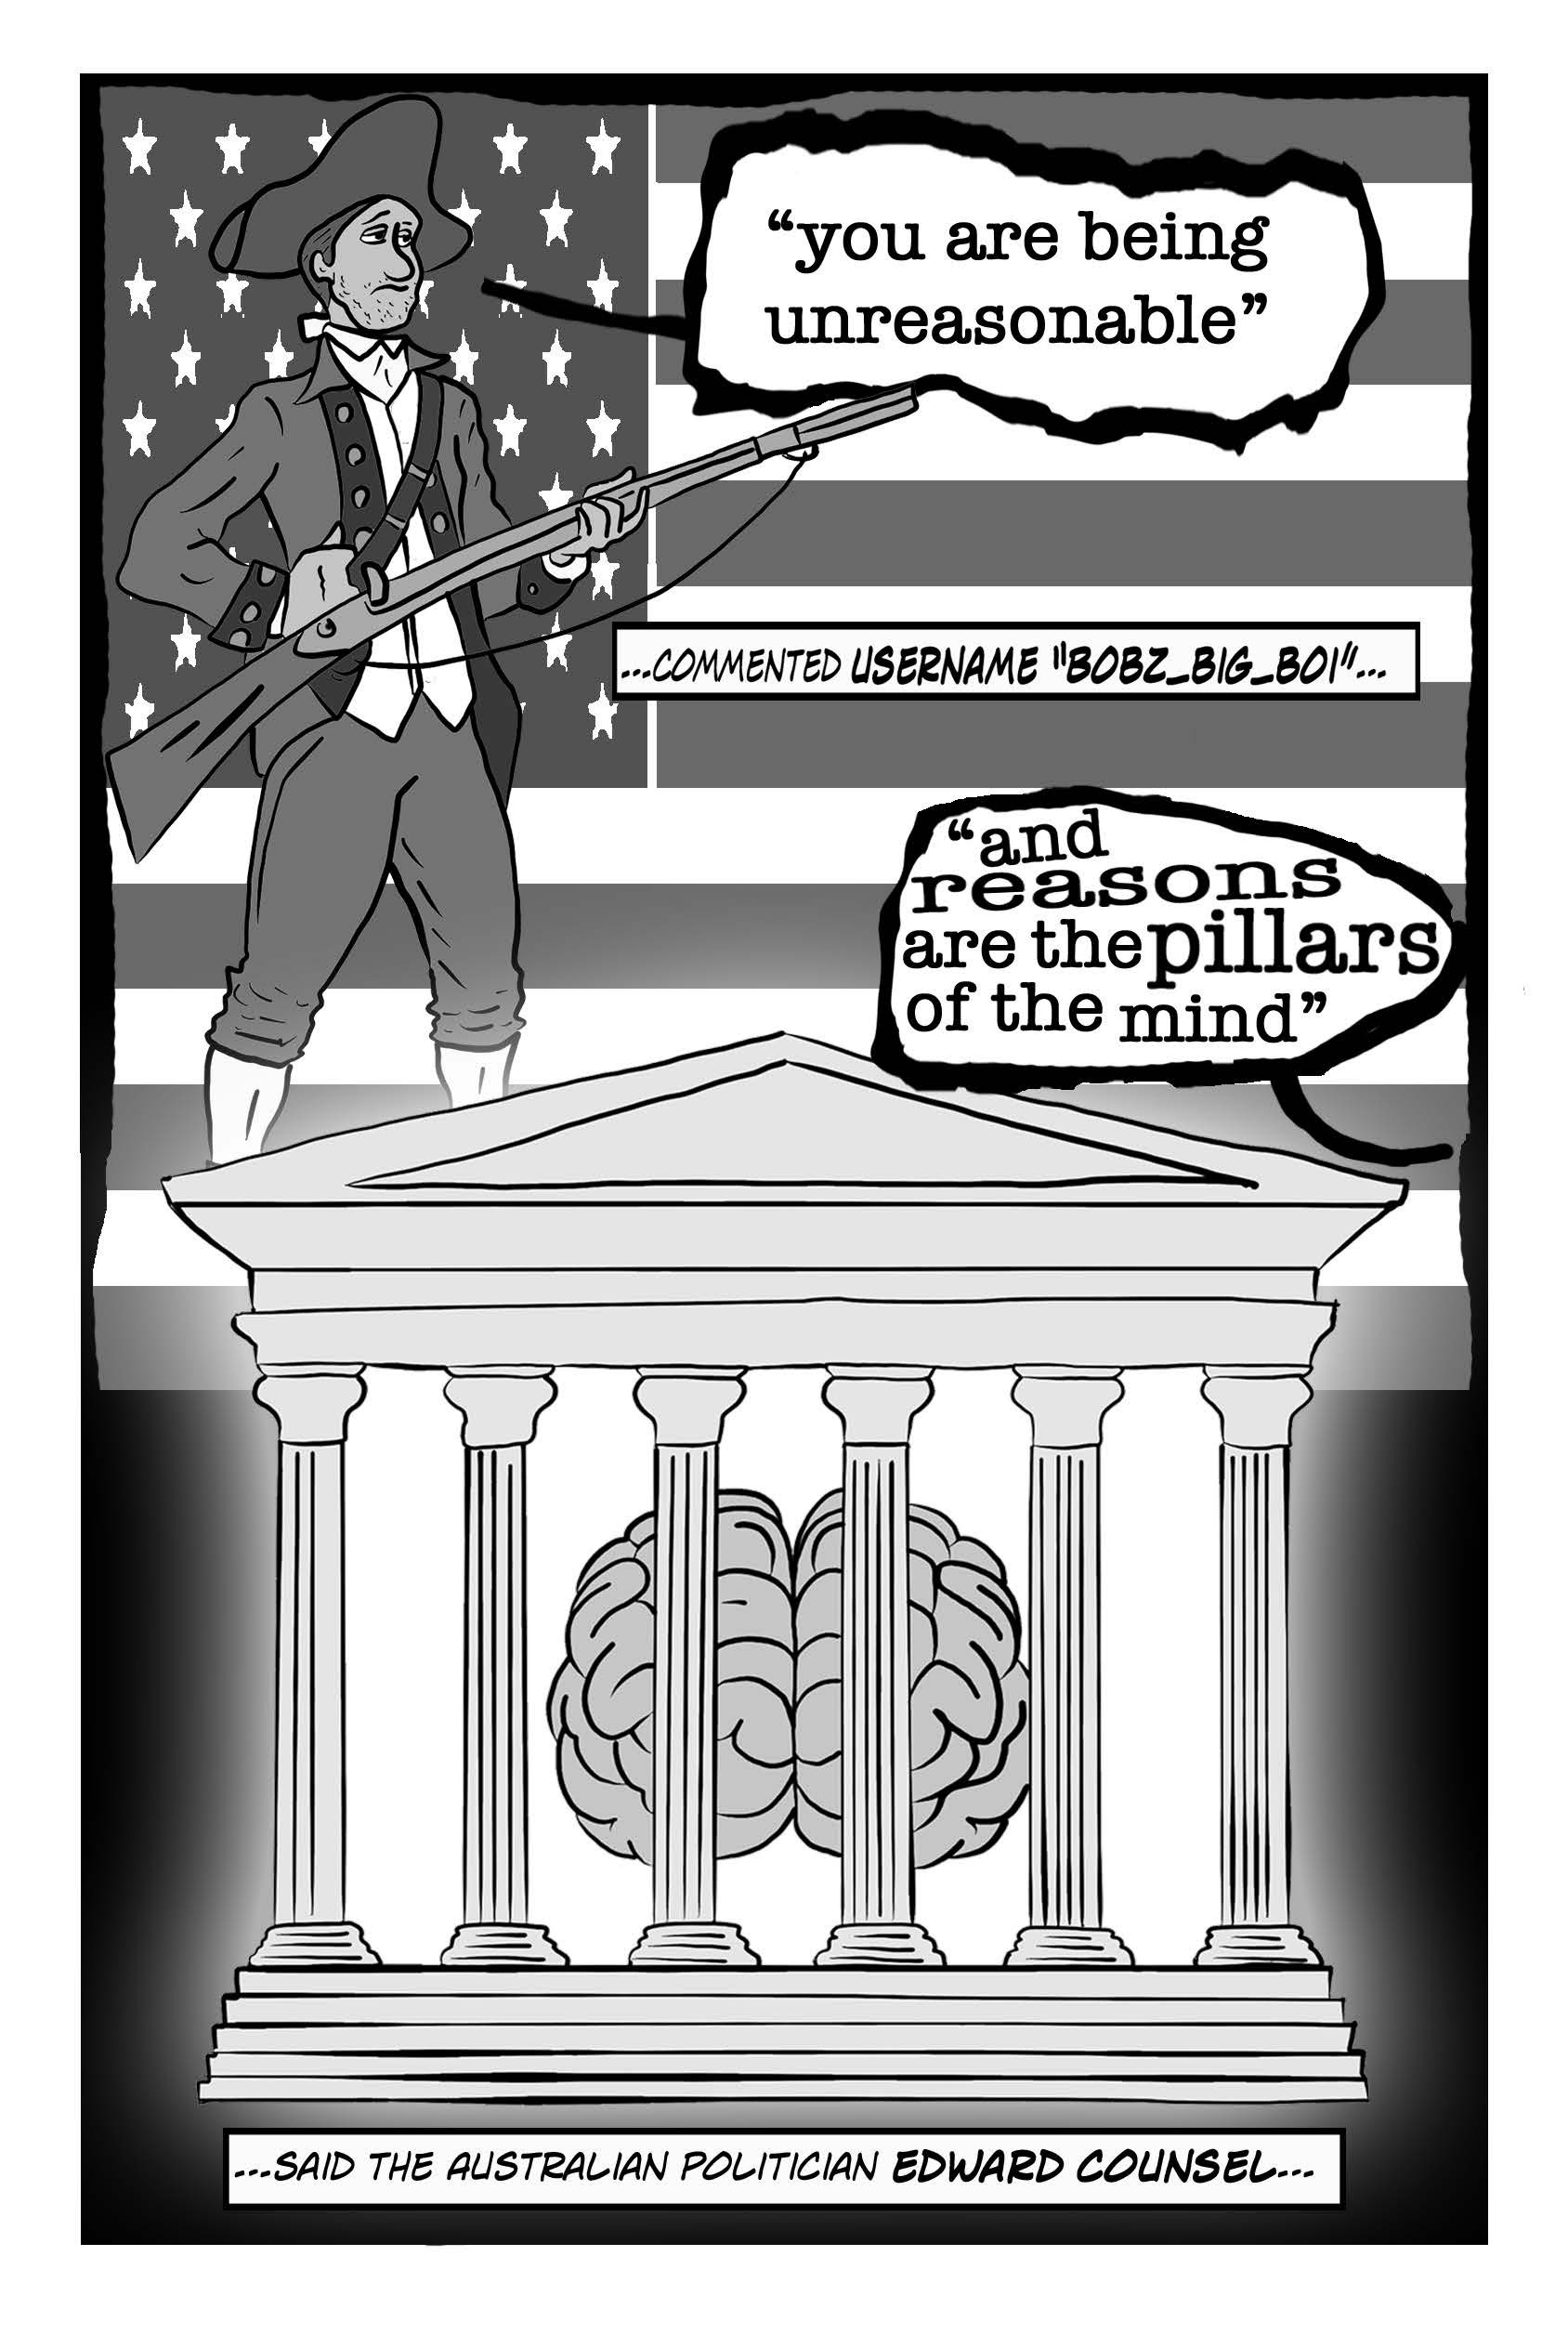 “you are being
unreasonable”
...COMMENTED USERNAME "BOBZ_BIG_BOI"...
“and
reasons
are the pillars
of the mind”
...SAID THE AUSTRALIAN POLITICIAN EDWARD COUNSEL...